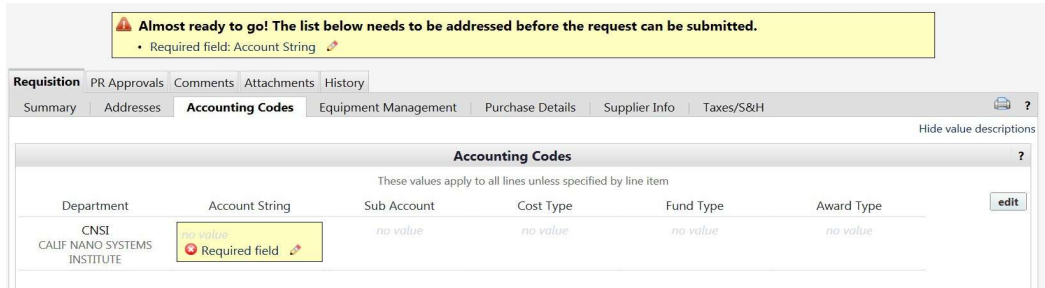 Almost ready to go! The list below needs to be addressed before the request can be submitted.
• Required field: Account String
Requisition PR Approvals Comments Attachments History
Summary Addresses Accounting Codes Equipment Management Purchase Details Supplier Info Taxes/S&H ?
Hide value descriptions
Accounting Codes ?
These values apply to all lines unless specified by line item
Department Account String Sub Account Cost Type Fund Type Award Type edit
CNSI no value no value no value no value no value
CALIF NANO SYSTEMS Required field
INSTITUTE